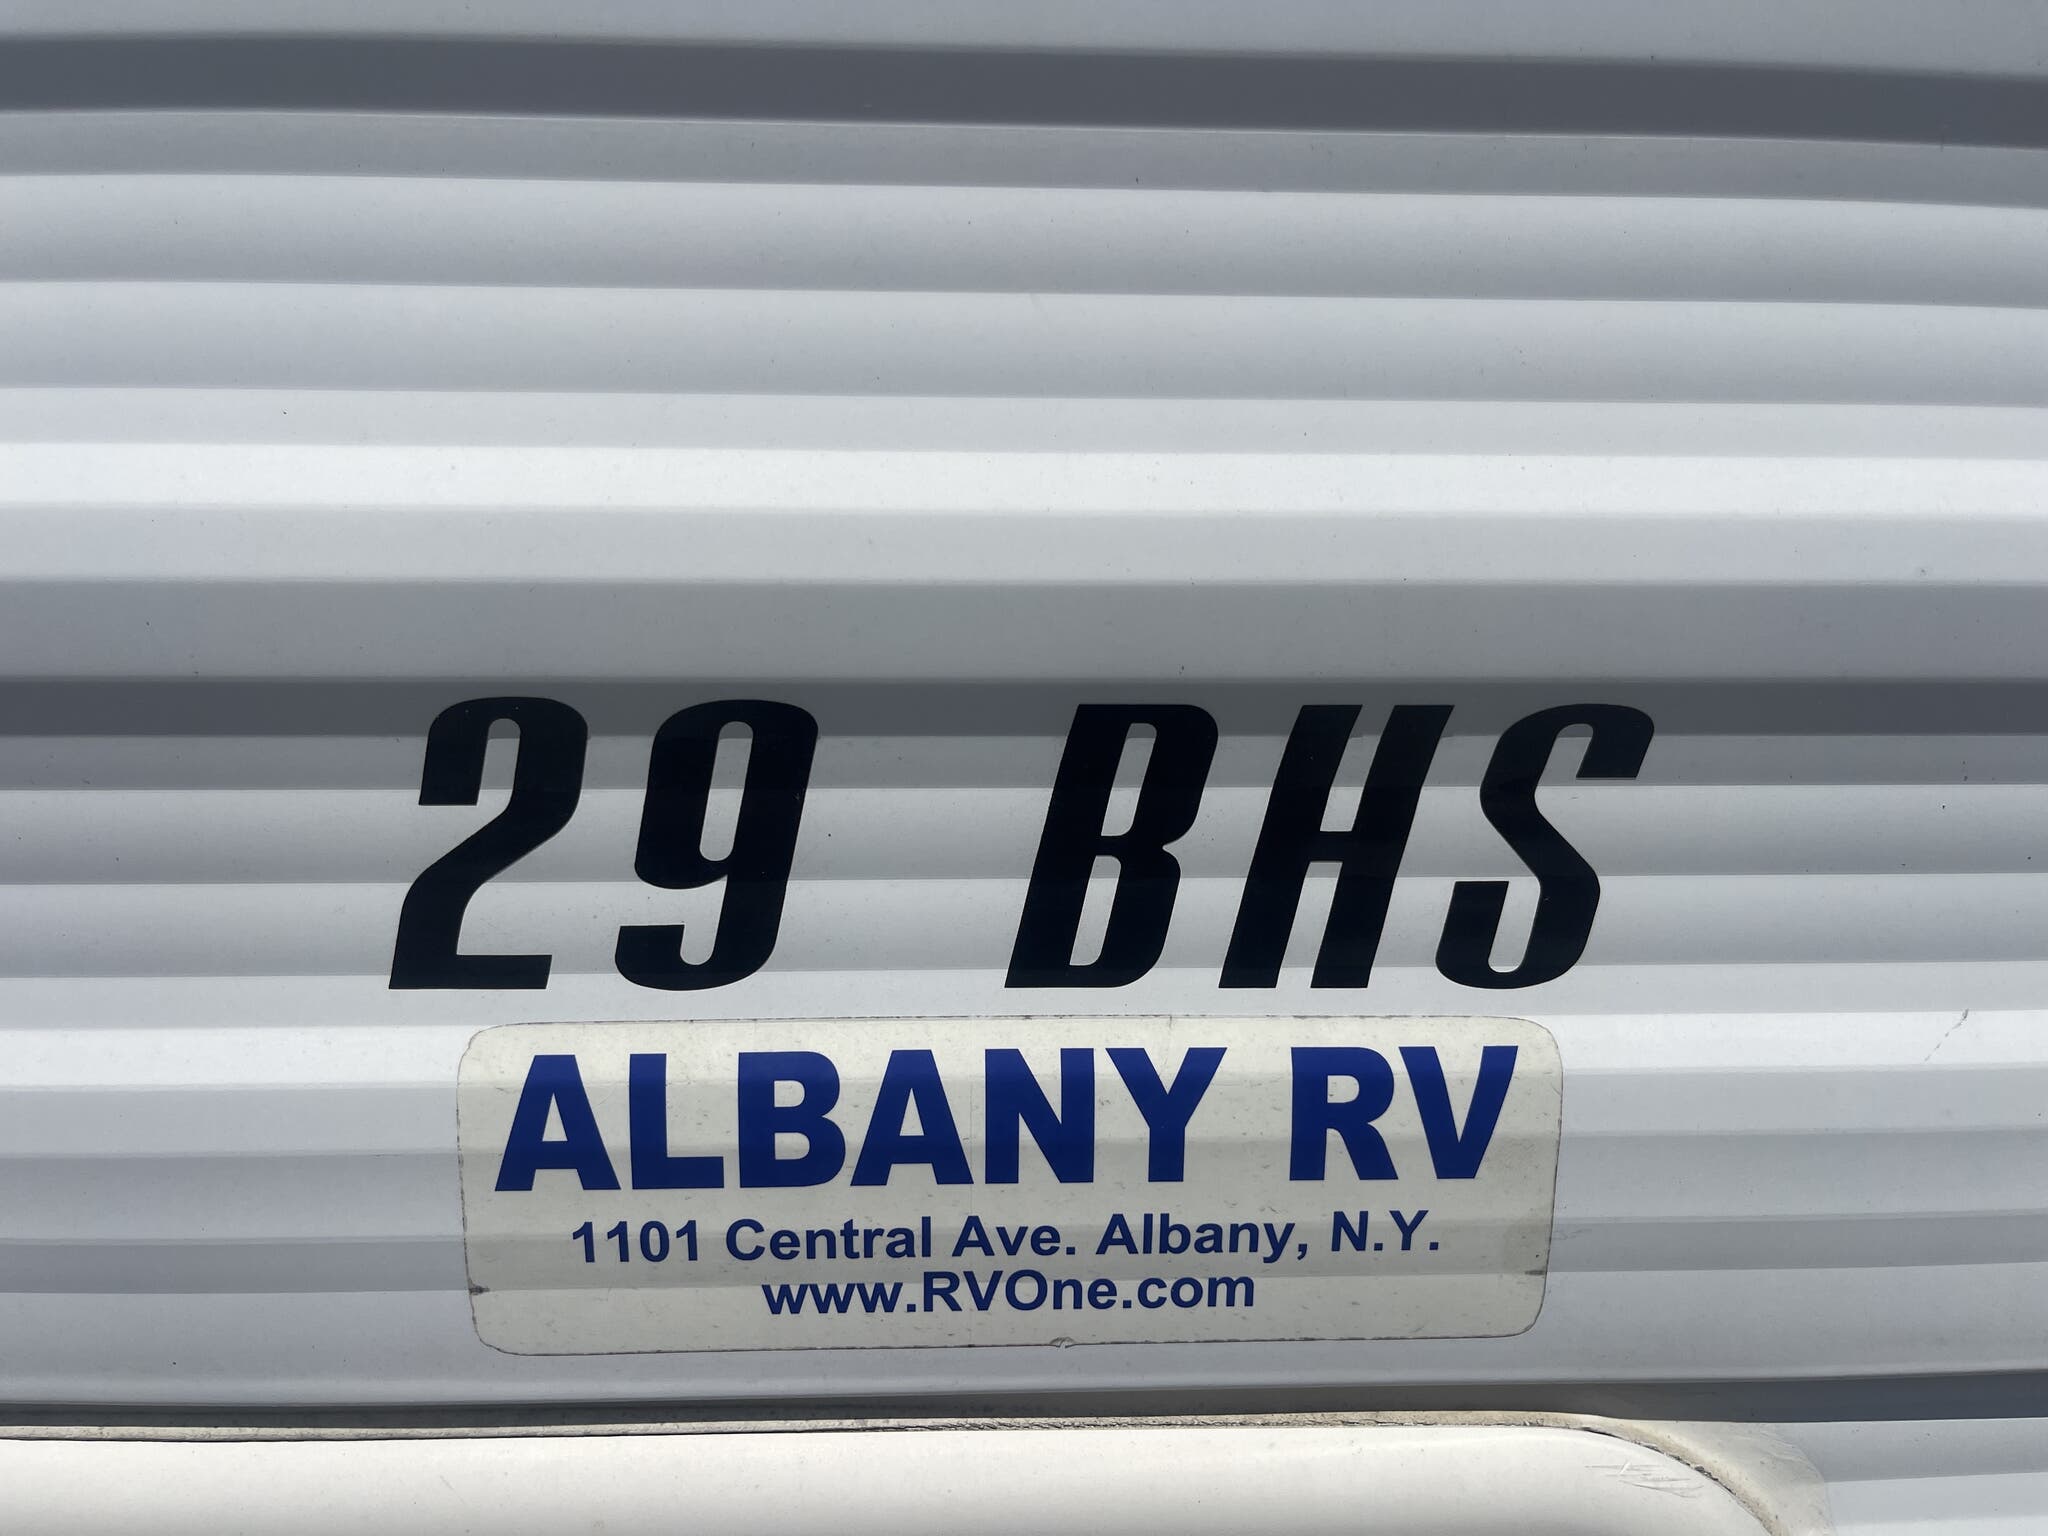 29 BHS
ALBANY RV
1101 Central Ave. Albany, N.Y.
www.RVOne.com